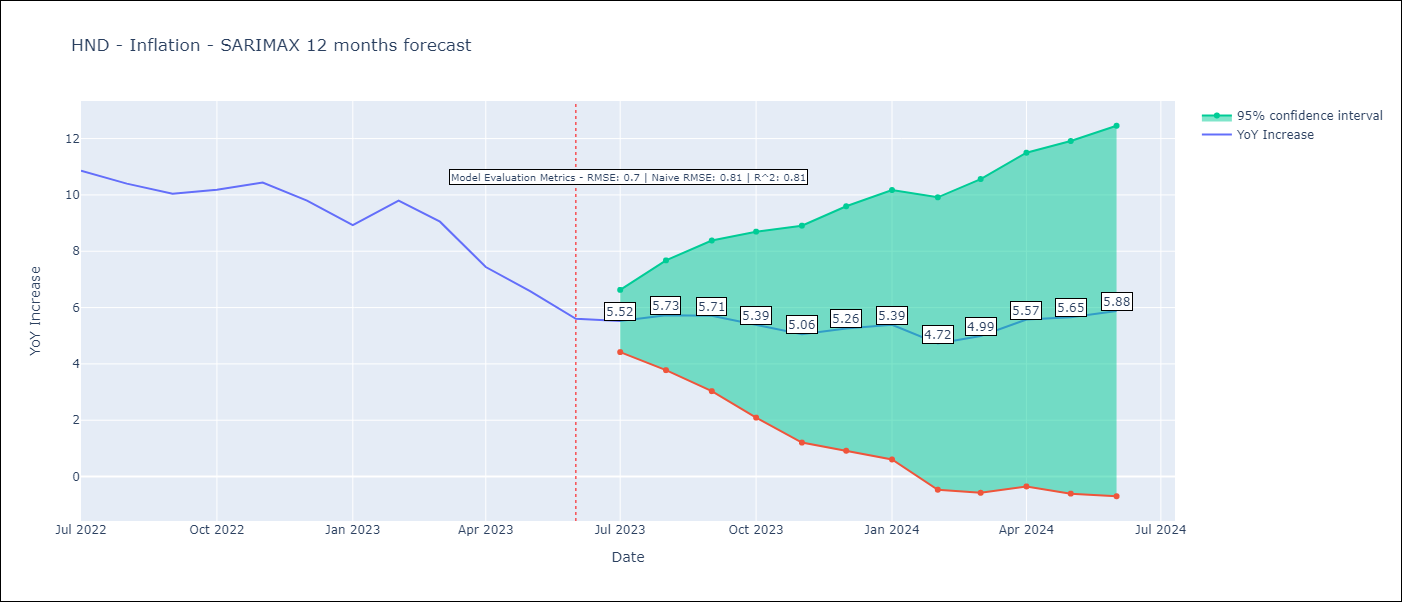 HND - Inflation - SARIMAX 12 months forecast
95% confidence interval
YoY Increase
Model Evaluation Metrics - RMSE: 0.7 | Naive RMSE: 0.81 | R^2: 0.81
12
10
8
6
4
2
0
YoY Increase
5.52
5.73
5.71
5.39
5.06
5.26
5.39
4.72
4.99
5.57
5.65
5.88
Jul 2022
Oct 2022
Jan 2023
Apr 2023
Jul 2023
Oct 2023
Jan 2024
Apr 2024
Jul 2024
Date